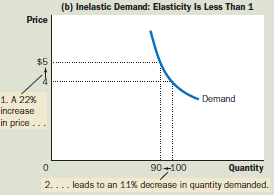 (b) Inelastic Demand: Elasticity Is Less Than 1
Price
$5
4
1. A 22%
increase
in price . . .
Demand
0
90
100
Quantity
2. . . . leads to an 11% decrease in quantity demanded.